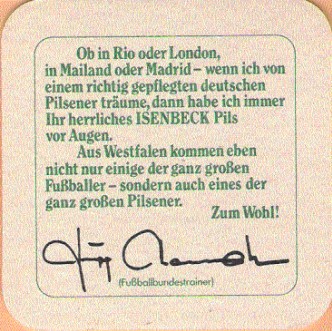 Ob in Rio oder London,
in Mailand oder Madrid – wenn ich von
einem richtig gepflegten deutschen
Pilsener träume, dann habe ich immer
Ihr herrliches ISENBECK Pils
vor Augen.
Aus Westfalen kommen eben
nicht nur einige der ganz großen
Fußballer – sondern auch eines der
ganz großen Pilsener.
Zum Wohl!
(Fußballbundestrainer)